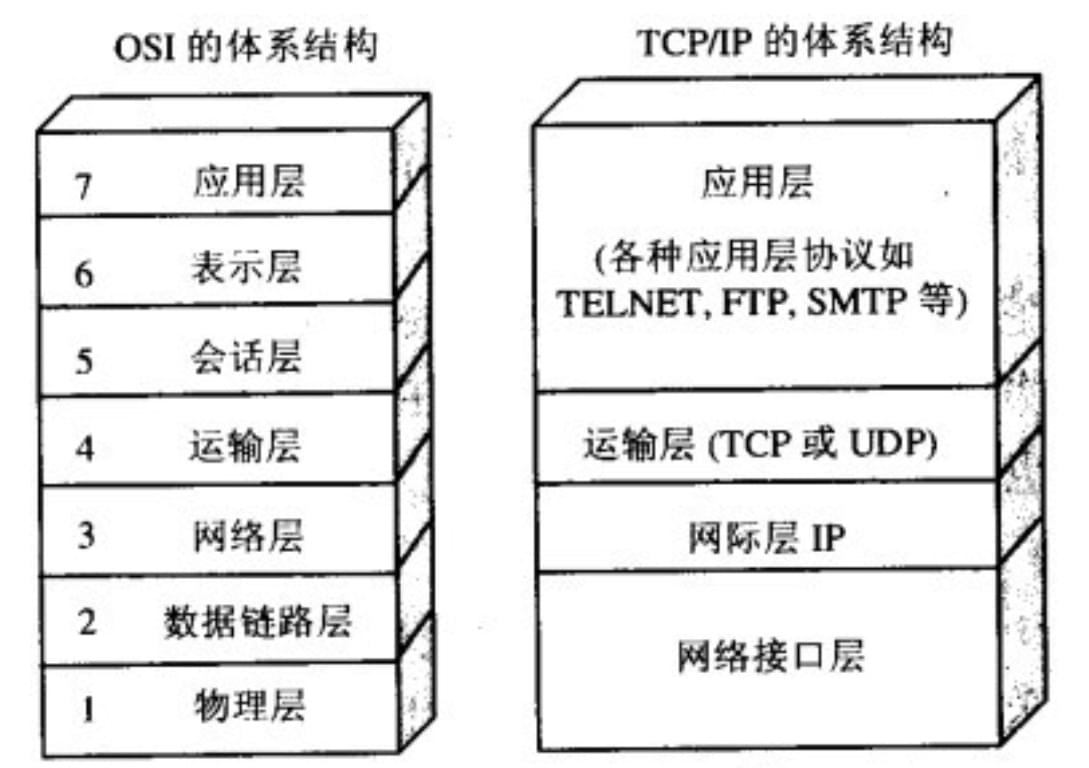 OSI 的体系结构
7 应用层
6 表示层
5 会话层
4 运输层
3 网络层
2 数据链路层
1 物理层
TCP/IP 的体系结构
应用层
(各种应用层协议如
TELNET, FTP, SMTP 等)
运输层 (TCP 或 UDP)
网际层 IP
网络接口层